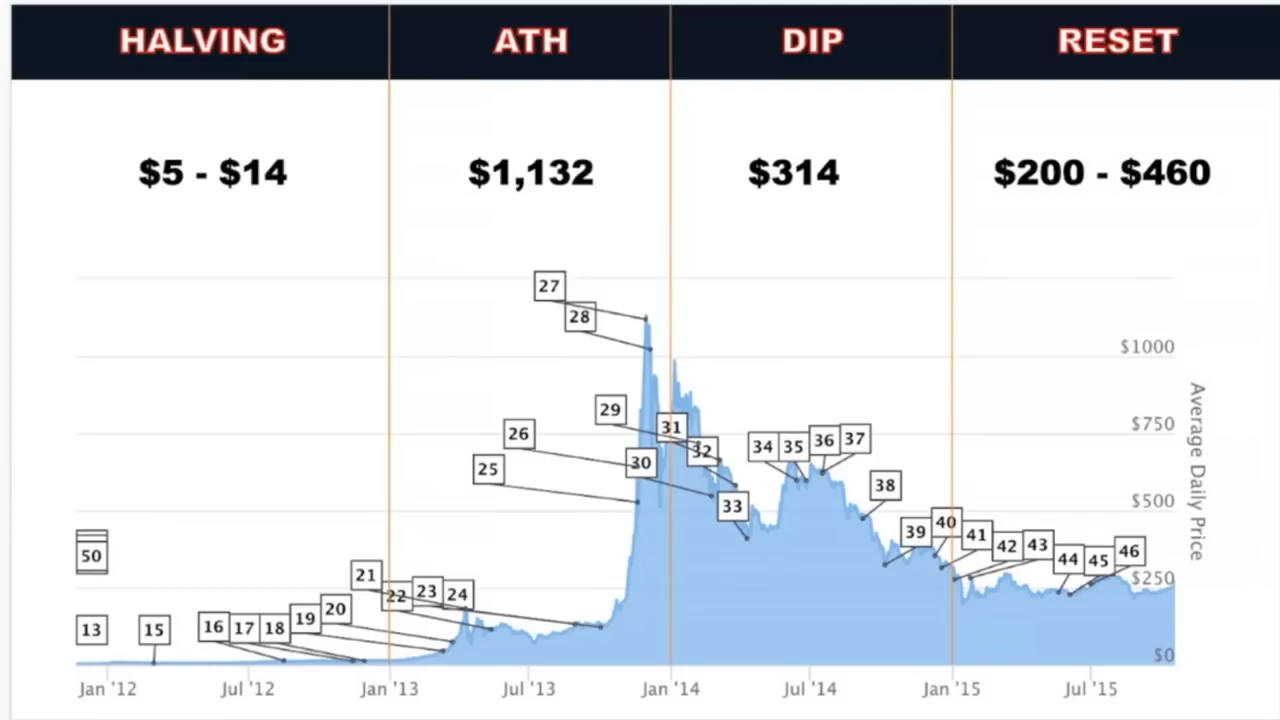 HALVING ATH DIP RESET
$5 - $14 $1,132 $314 $200 - $460
27
28
$1000
29
31 $750
26 32 34 35 36 37
25 30
33 38 $500
39 40 41
50 42 43 44 45 46
21 22 23 24 $250
20
13 15 16 17 18 19
$0
Average Daily Price
Jan '12 Jul '12 Jan '13 Jul '13 Jan '14 Jul '14 Jan '15 Jul '15